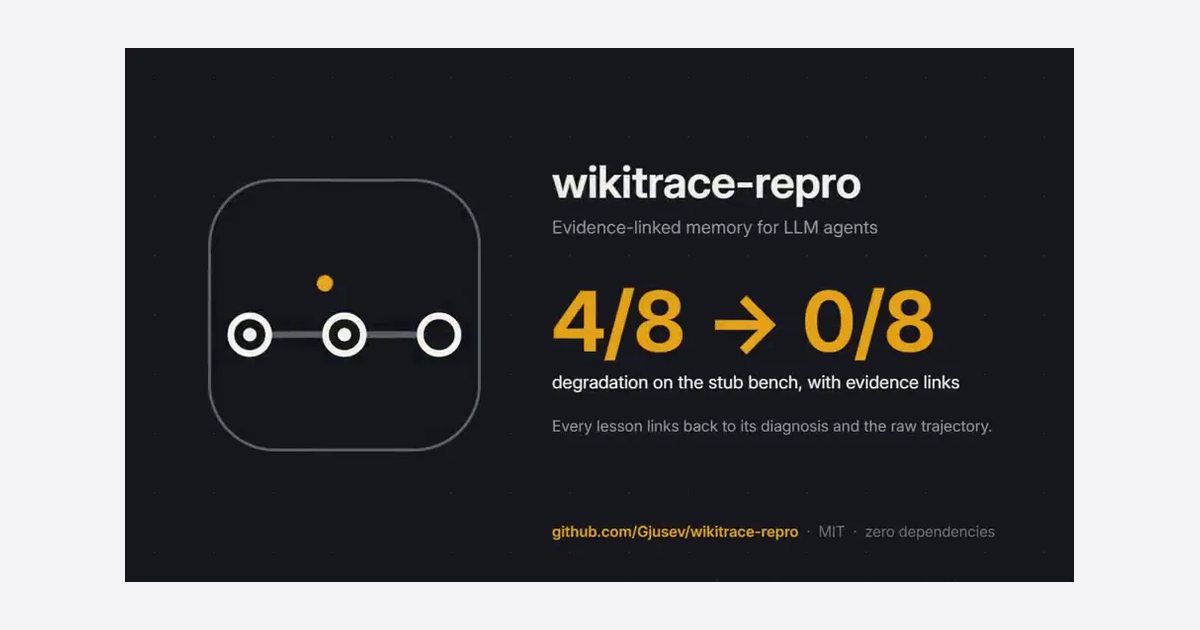 wikitrace-repro
Evidence-linked memory for LLM agents
4/8 → 0/8
degradation on the stub bench, with evidence links
Every lesson links back to its diagnosis and the raw trajectory.
github.com/Gjusev/wikitrace-repro · MIT · zero dependencies